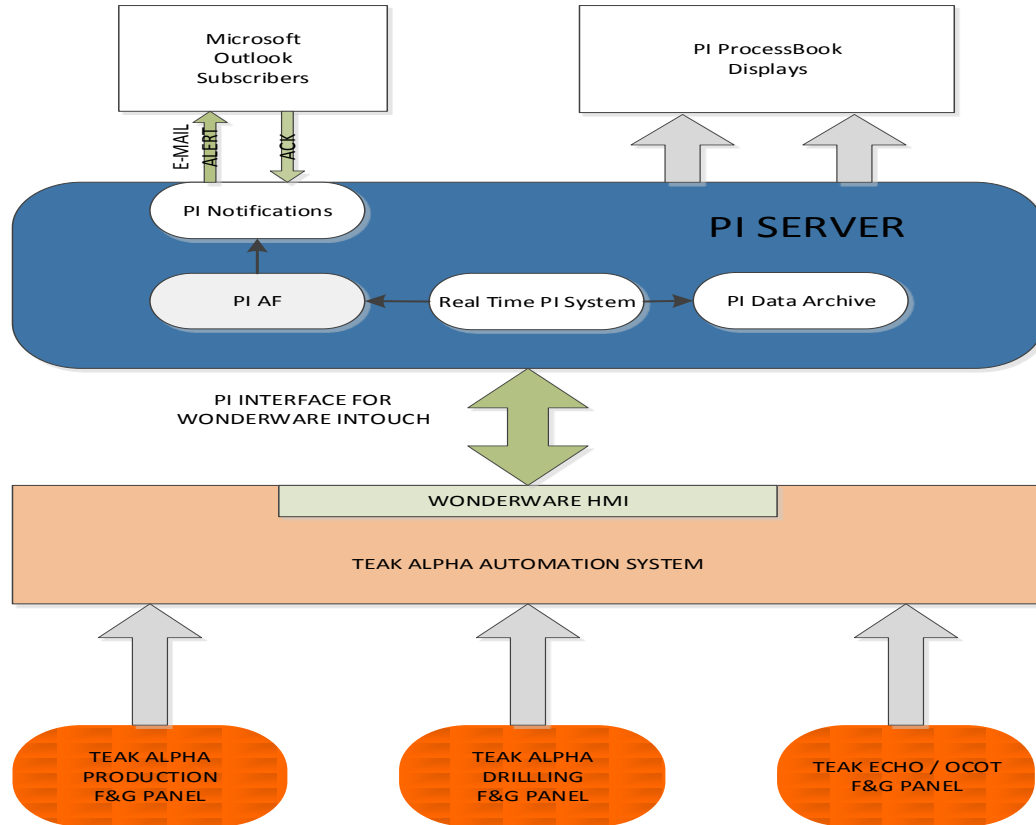 Microsoft
Outlook
Subscribers
PI ProcessBook
Displays
E-MAIL
ALERT
ACK
PI Notifications
PI SERVER
PI AF
Real Time PI System
PI Data Archive
PI INTERFACE FOR
WONDERWARE INTOUCH
WONDERWARE HMI
TEAK ALPHA AUTOMATION SYSTEM
TEAK ALPHA
PRODUCTION
F&G PANEL
TEAK ALPHA
DRILLLING
F&G PANEL
TEAK ECHO / OCOT
F&G PANEL